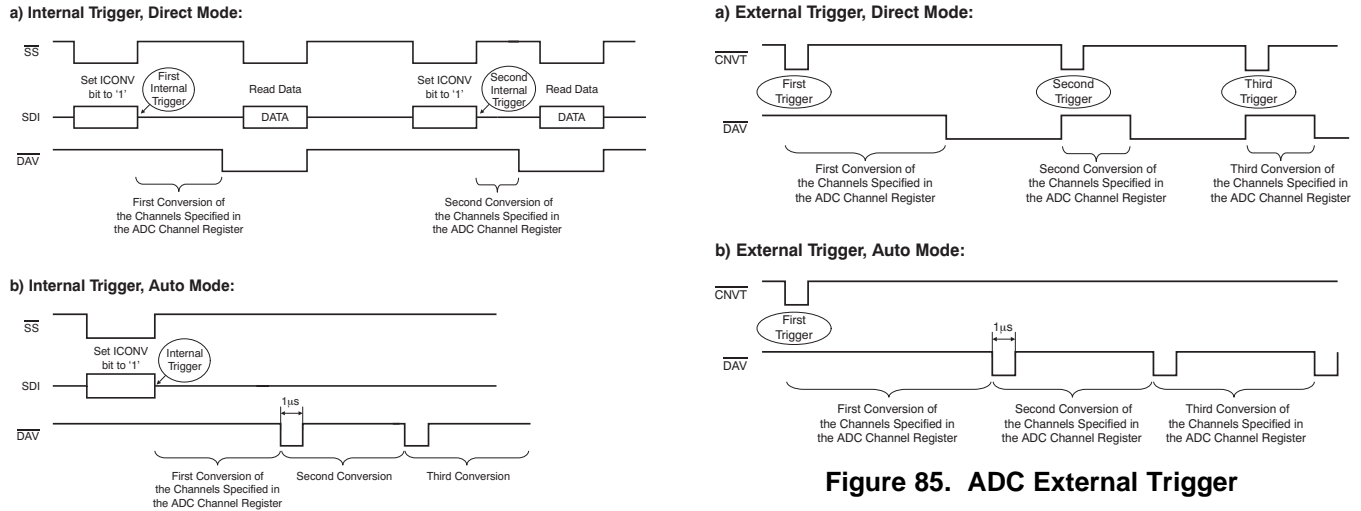 a) Internal Trigger, Direct Mode:
SS
Set ICONV
bit to ‘1’
First
Internal
Trigger
Read Data
Set ICONV
bit to ‘1’
Second
Internal
Trigger
Read Data
SDI
DATA
DATA
DAV
First Conversion of
the Channels Specified in
the ADC Channel Register
Second Conversion of
the Channels Specified in
the ADC Channel Register
b) Internal Trigger, Auto Mode:
SS
Set ICONV
bit to ‘1’
Internal
Trigger
SDI
1μs
DAV
First Conversion of
the Channels Specified in
the ADC Channel Register
Second Conversion
Third Conversion
a) External Trigger, Direct Mode:
CNVT
First
Trigger
Second
Trigger
Third
Trigger
DAV
First Conversion of
the Channels Specified in
the ADC Channel Register
Second Conversion of
the Channels Specified in
the ADC Channel Register
Third Conversion of
the Channels Specified in
the ADC Channel Register
b) External Trigger, Auto Mode:
CNVT
First
Trigger
1μs
DAV
First Conversion of
the Channels Specified in
the ADC Channel Register
Second Conversion of
the Channels Specified in
the ADC Channel Register
Third Conversion of
the Channels Specified in
the ADC Channel Register
Figure 85. ADC External Trigger